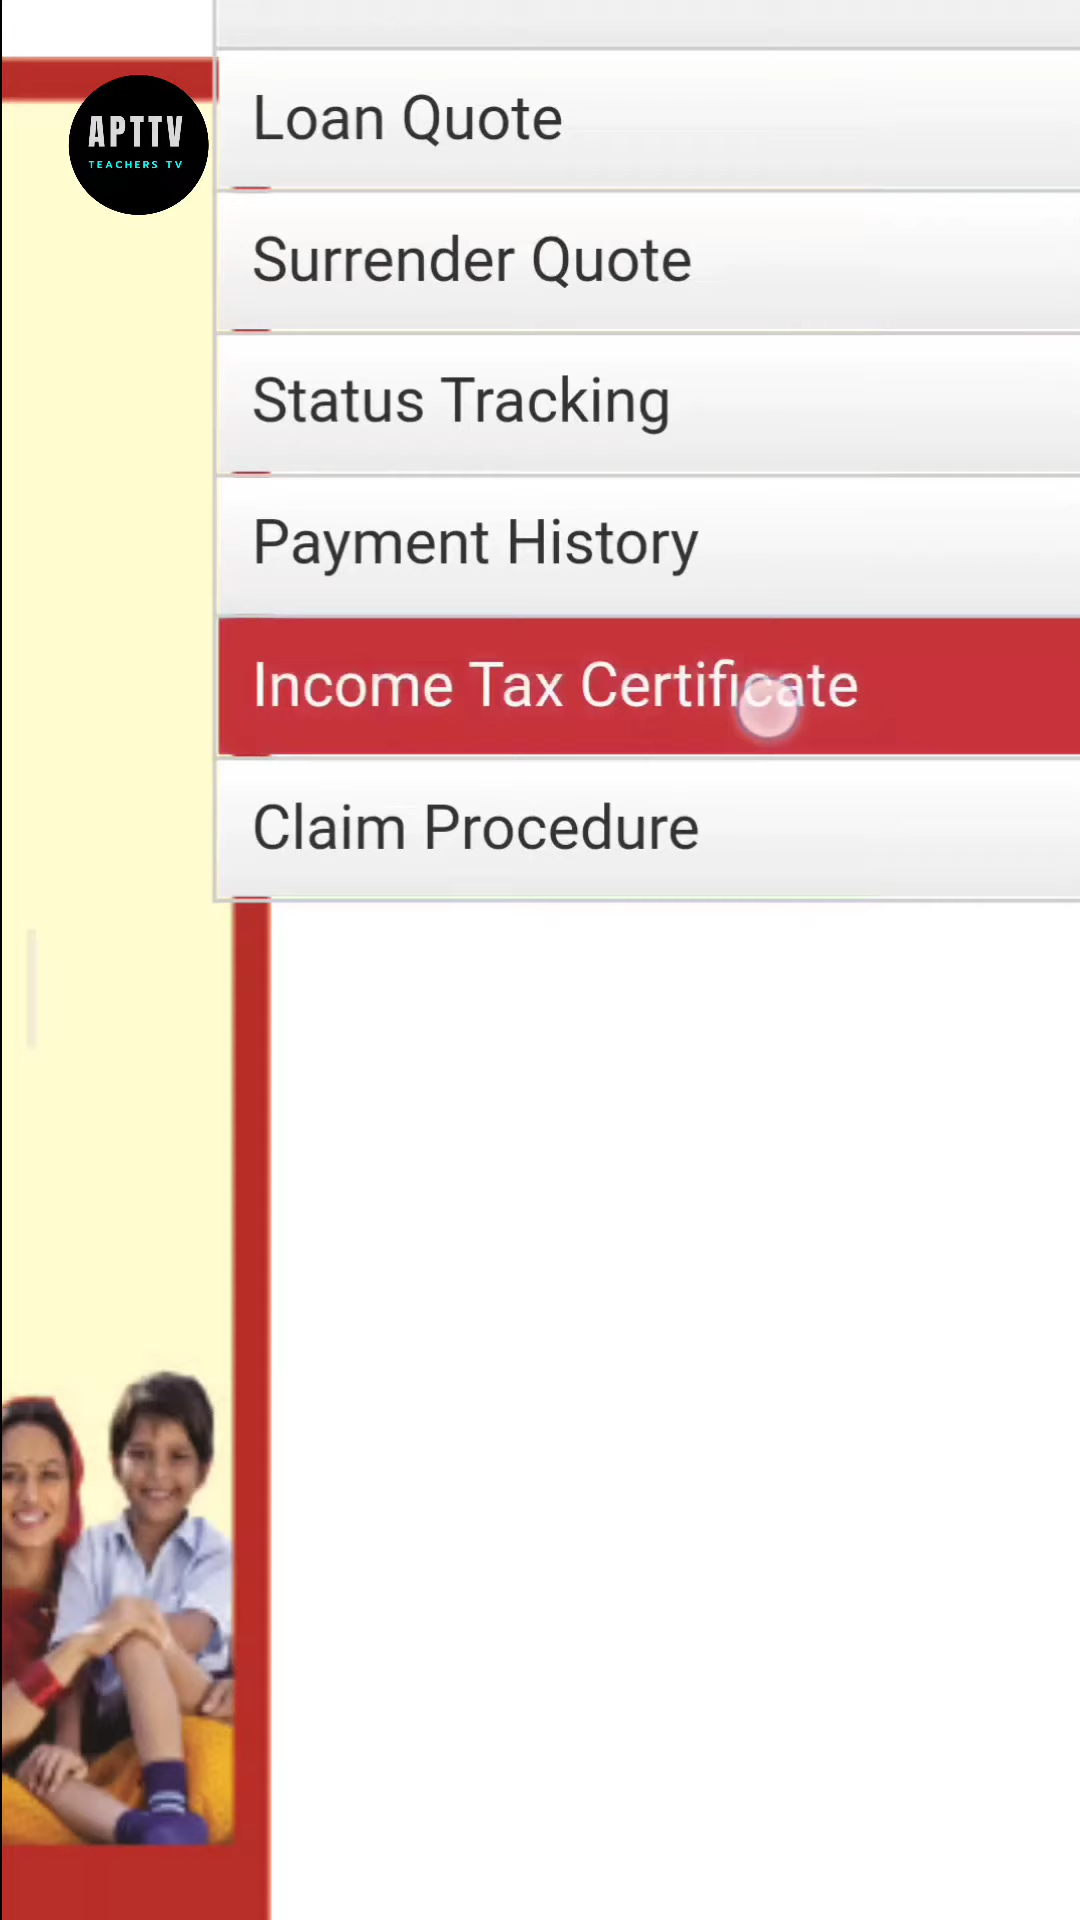 APTTV
TEACHERS TV
Loan Quote
Surrender Quote
Status Tracking
Payment History
Income Tax Certificate
Claim Procedure